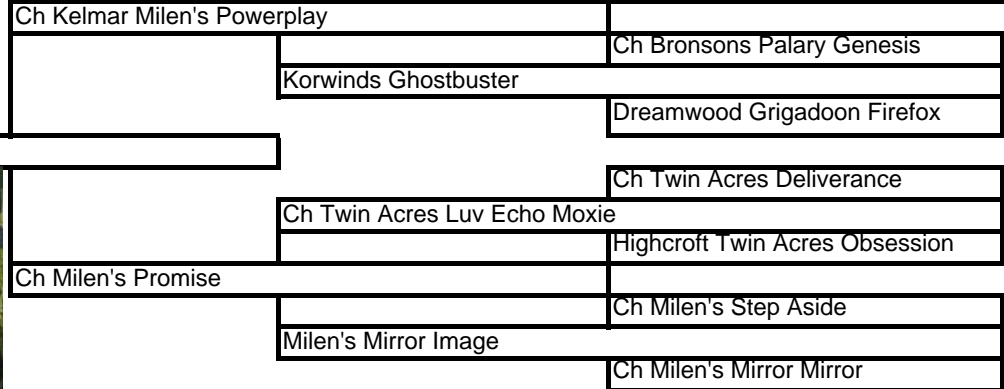 Ch Kelmar Milen's Powerplay
Ch Bronsons Palary Genesis
Korwinds Ghostbuster
Dreamwood Grigadoon Firefox
Ch Twin Acres Deliverance
Ch Twin Acres Luv Echo Moxie
Highcroft Twin Acres Obsession
Ch Milen's Promise
Ch Milen's Step Aside
Milen's Mirror Image
Ch Milen's Mirror Mirror